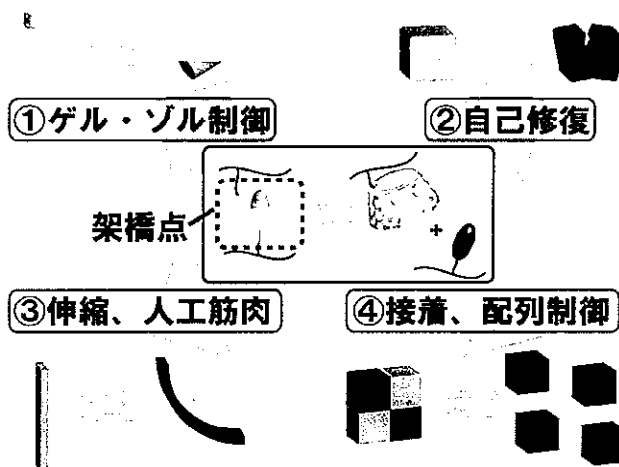 ①ゲル・ゾル制御
②自己修復
架橋点
+
③伸縮、人工筋肉
④接着、配列制御